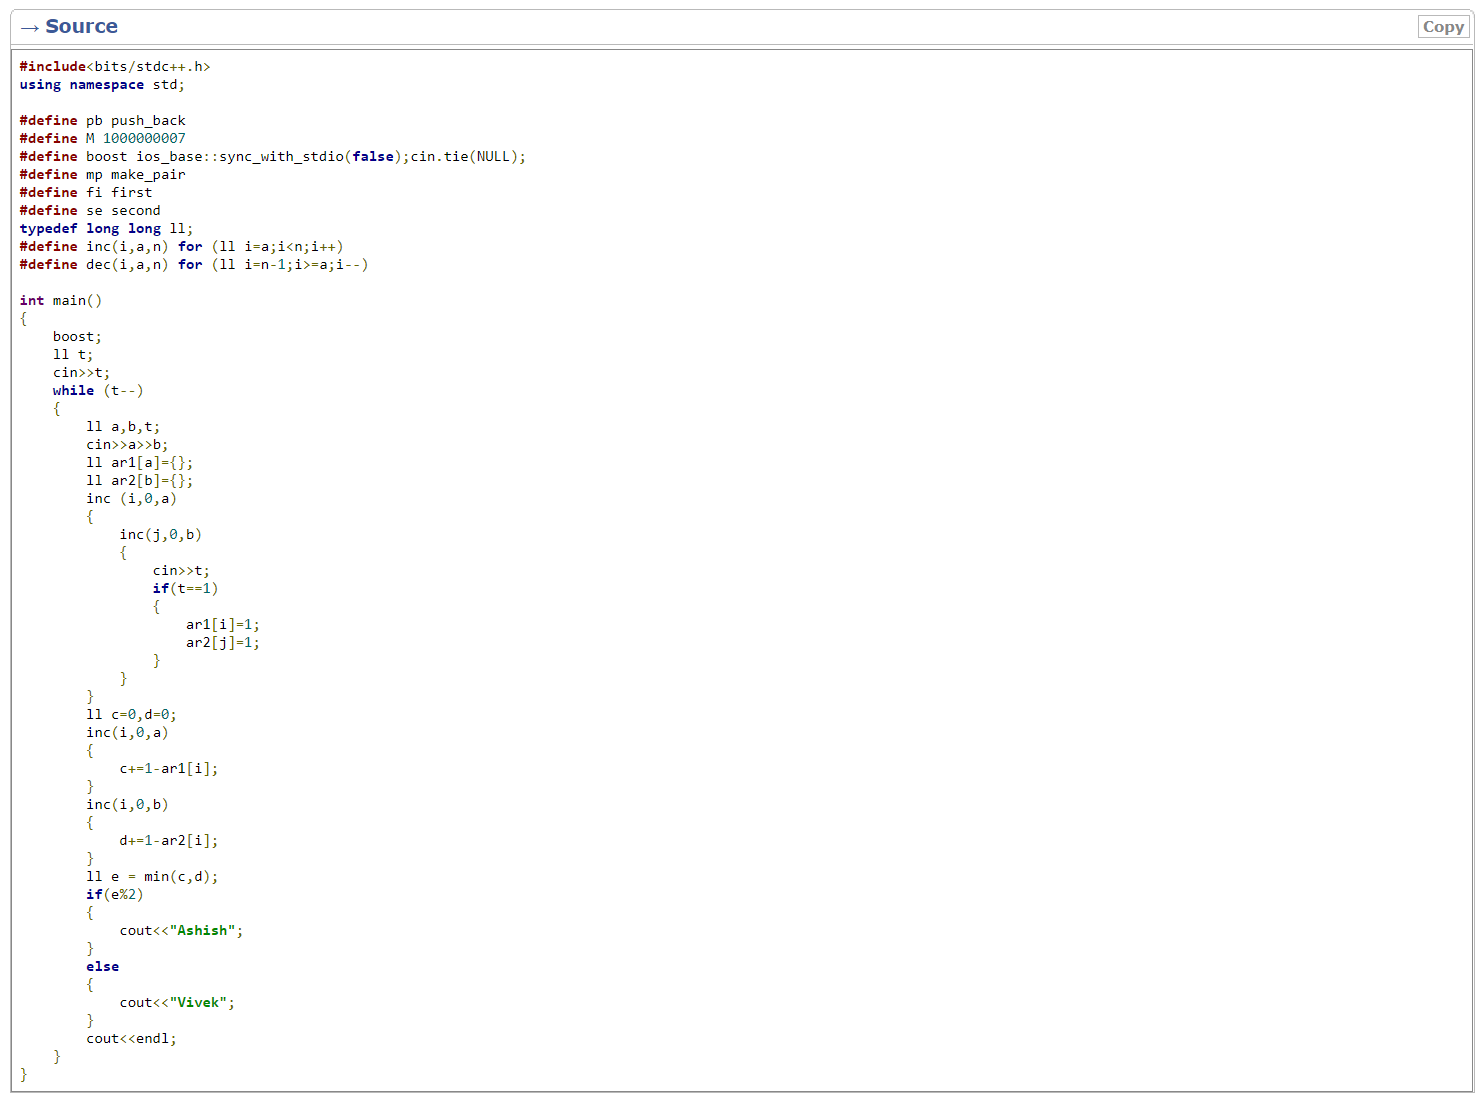 → Source
Copy
#include<bits/stdc++.h>
using namespace std;
#define pb push_back
#define M 1000000007
#define boost ios_base::sync_with_stdio(false);cin.tie(NULL);
#define mp make_pair
#define fi first
#define se second
typedef long long ll;
#define inc(i,a,n) for (ll i=a;i<n;i++)
#define dec(i,a,n) for (ll i=n-1;i>=a;i--)
int main()
{
    boost;
    ll t;
    cin>>t;
    while (t--)
    {
        ll a,b,t;
        cin>>a>>b;
        ll ar1[a]={};
        ll ar2[b]={};
        inc (i,0,a)
        {
            inc(j,0,b)
            {
                cin>>t;
                if(t==1)
                {
                    ar1[i]=1;
                    ar2[j]=1;
                }
            }
        }
        ll c=0,d=0;
        inc(i,0,a)
        {
            c+=1-ar1[i];
        }
        inc(i,0,b)
        {
            d+=1-ar2[i];
        }
        ll e = min(c,d);
        if(e%2)
        {
            cout<<"Ashish";
        }
        else
        {
            cout<<"Vivek";
        }
        cout<<endl;
    }
}